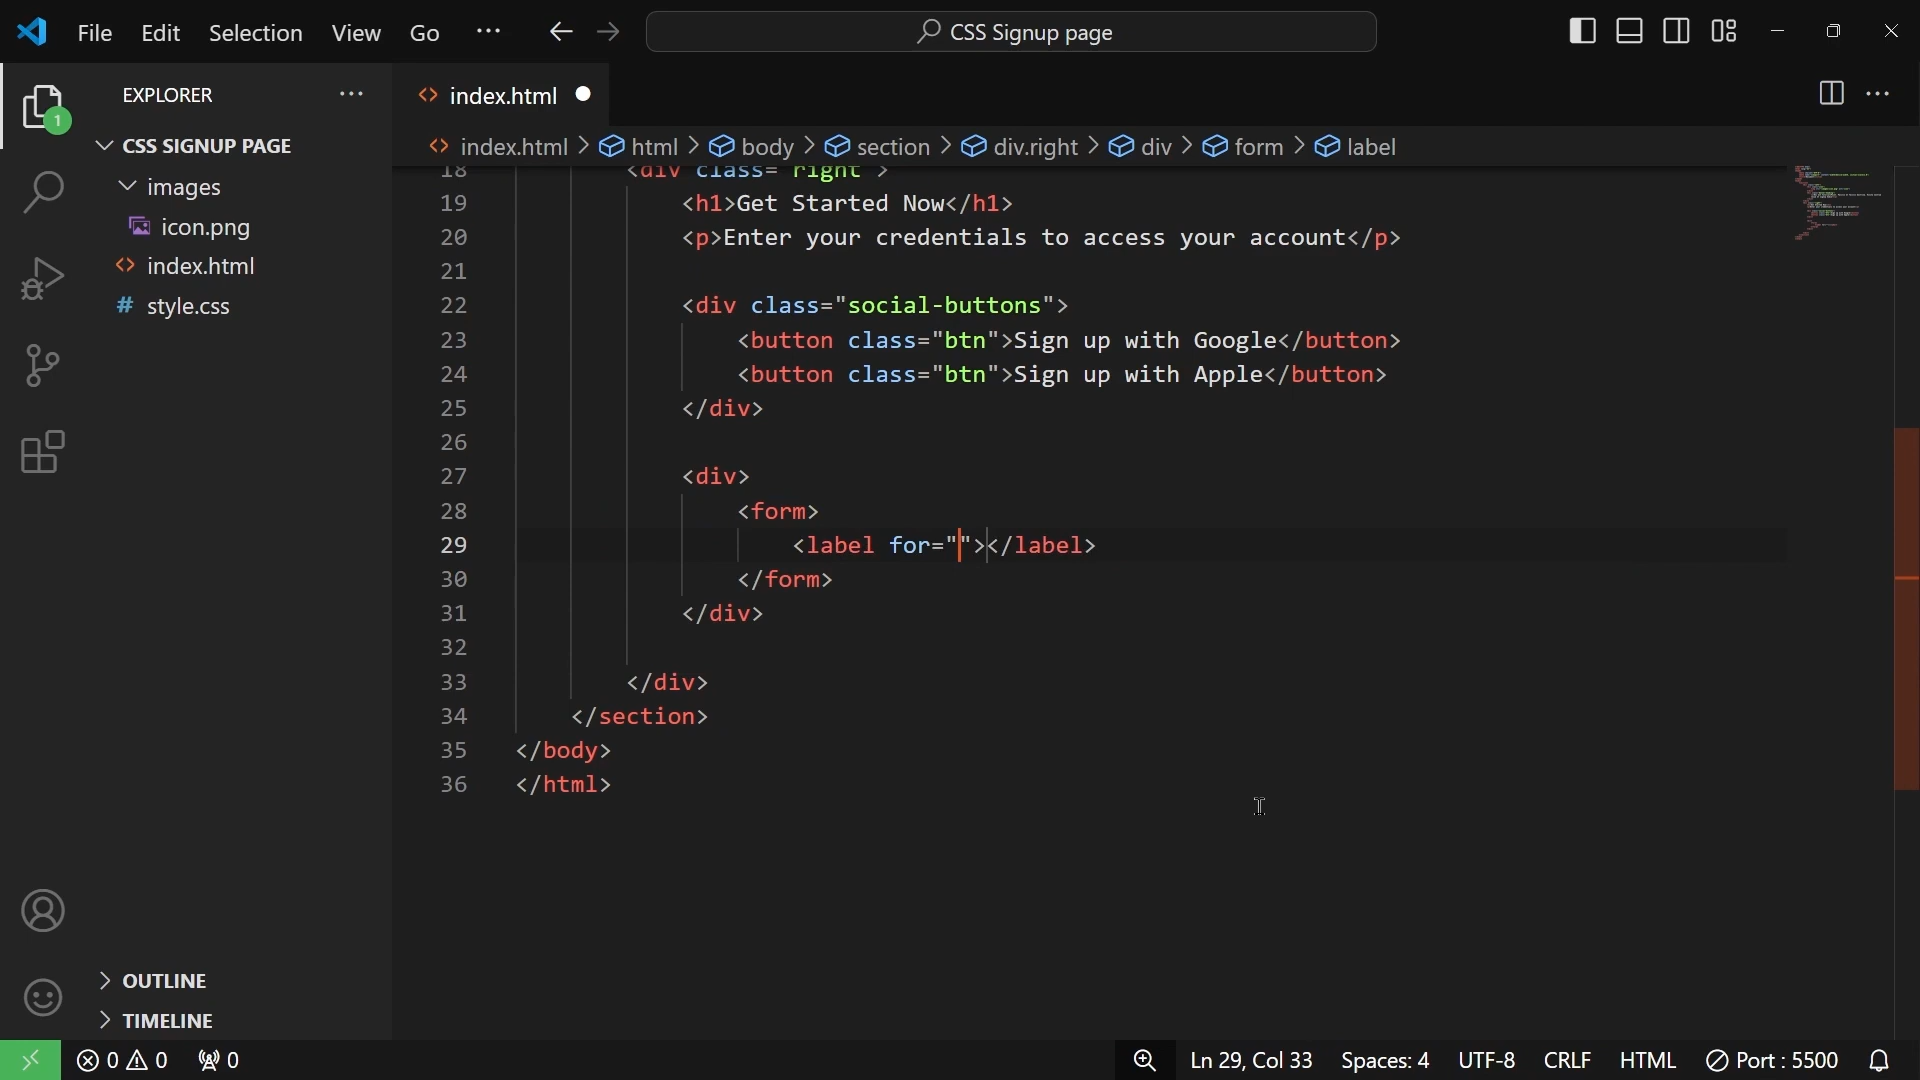 File Edit Selection View Go ··· CSS Signup page
EXPLORER ···
index.html
1
CSS SIGNUP PAGE
images
icon.png
index.html
style.css
index.html > html > body > section > div.right > div > form > label
18 <div class="right">
19 <h1>Get Started Now</h1>
20 <p>Enter your credentials to access your account</p>
21
22 <div class="social-buttons">
23 <button class="btn">Sign up with Google</button>
24 <button class="btn">Sign up with Apple</button>
25 </div>
26
27 <div>
28 <form>
29 <label for=""></label>
30 </form>
31 </div>
32
33 </div>
34 </section>
35 </body>
36 </html>
OUTLINE
TIMELINE
0 0 0 Ln 29, Col 33 Spaces: 4 UTF-8 CRLF HTML Port : 5500